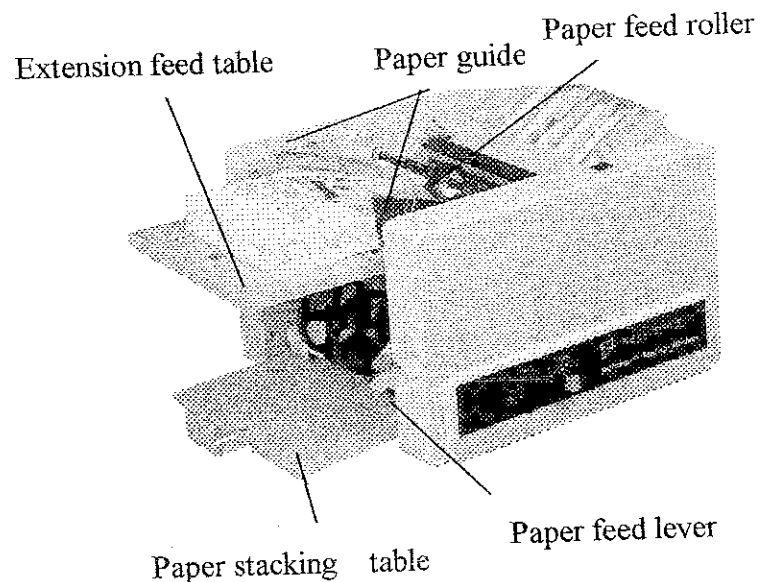 Paper feed roller
Extension feed table
Paper guide
Paper feed lever
Paper stacking table